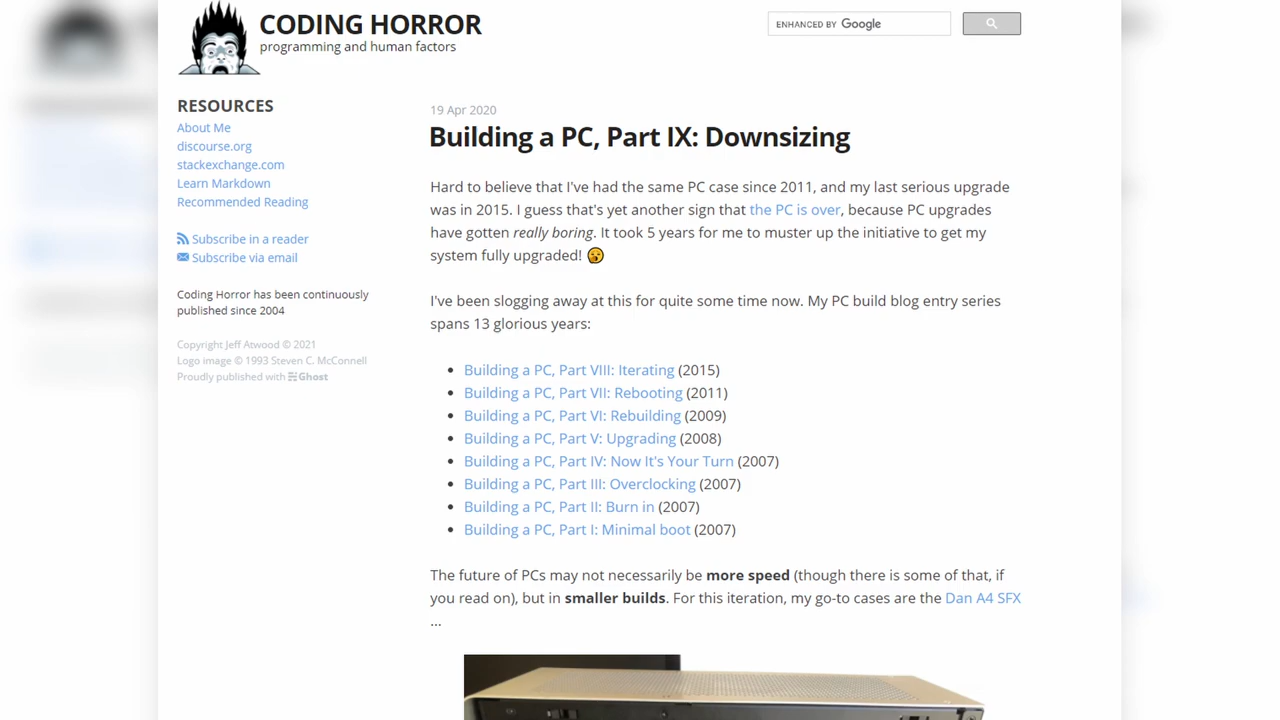 CODING HORROR
programming and human factors
ENHANCED BY Google
RESOURCES
About Me
discourse.org
stackexchange.com
Learn Markdown
Recommended Reading
Subscribe in a reader
Subscribe via email
Coding Horror has been continuously
published since 2004
Copyright Jeff Atwood © 2021
Logo image © 1993 Steven C. McConnell
Proudly published with Ghost
19 Apr 2020
Building a PC, Part IX: Downsizing
Hard to believe that I've had the same PC case since 2011, and my last serious upgrade
was in 2015. I guess that's yet another sign that the PC is over, because PC upgrades
have gotten really boring. It took 5 years for me to muster up the initiative to get my
system fully upgraded! 😯
I've been slogging away at this for quite some time now. My PC build blog entry series
spans 13 glorious years:
• Building a PC, Part VIII: Iterating (2015)
• Building a PC, Part VII: Rebooting (2011)
• Building a PC, Part VI: Rebuilding (2009)
• Building a PC, Part V: Upgrading (2008)
• Building a PC, Part IV: Now It's Your Turn (2007)
• Building a PC, Part III: Overclocking (2007)
• Building a PC, Part II: Burn in (2007)
• Building a PC, Part I: Minimal boot (2007)
The future of PCs may not necessarily be more speed (though there is some of that, if
you read on), but in smaller builds. For this iteration, my go-to cases are the Dan A4 SFX
...